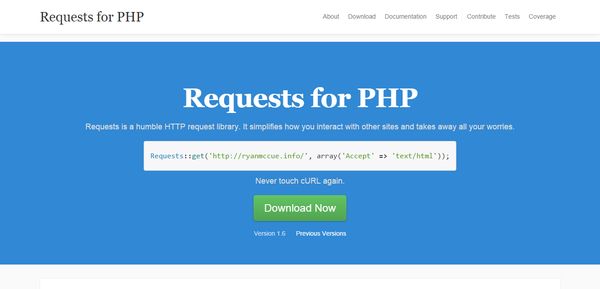 Requests for PHP
About Download Documentation Support Contribute Tests Coverage
Requests for PHP
Requests is a humble HTTP request library. It simplifies how you interact with other sites and takes away all your worries.
Requests::get('http://ryanmccue.info/', array('Accept' => 'text/html'));
Never touch cURL again.
Download Now
Version 1.6 Previous Versions